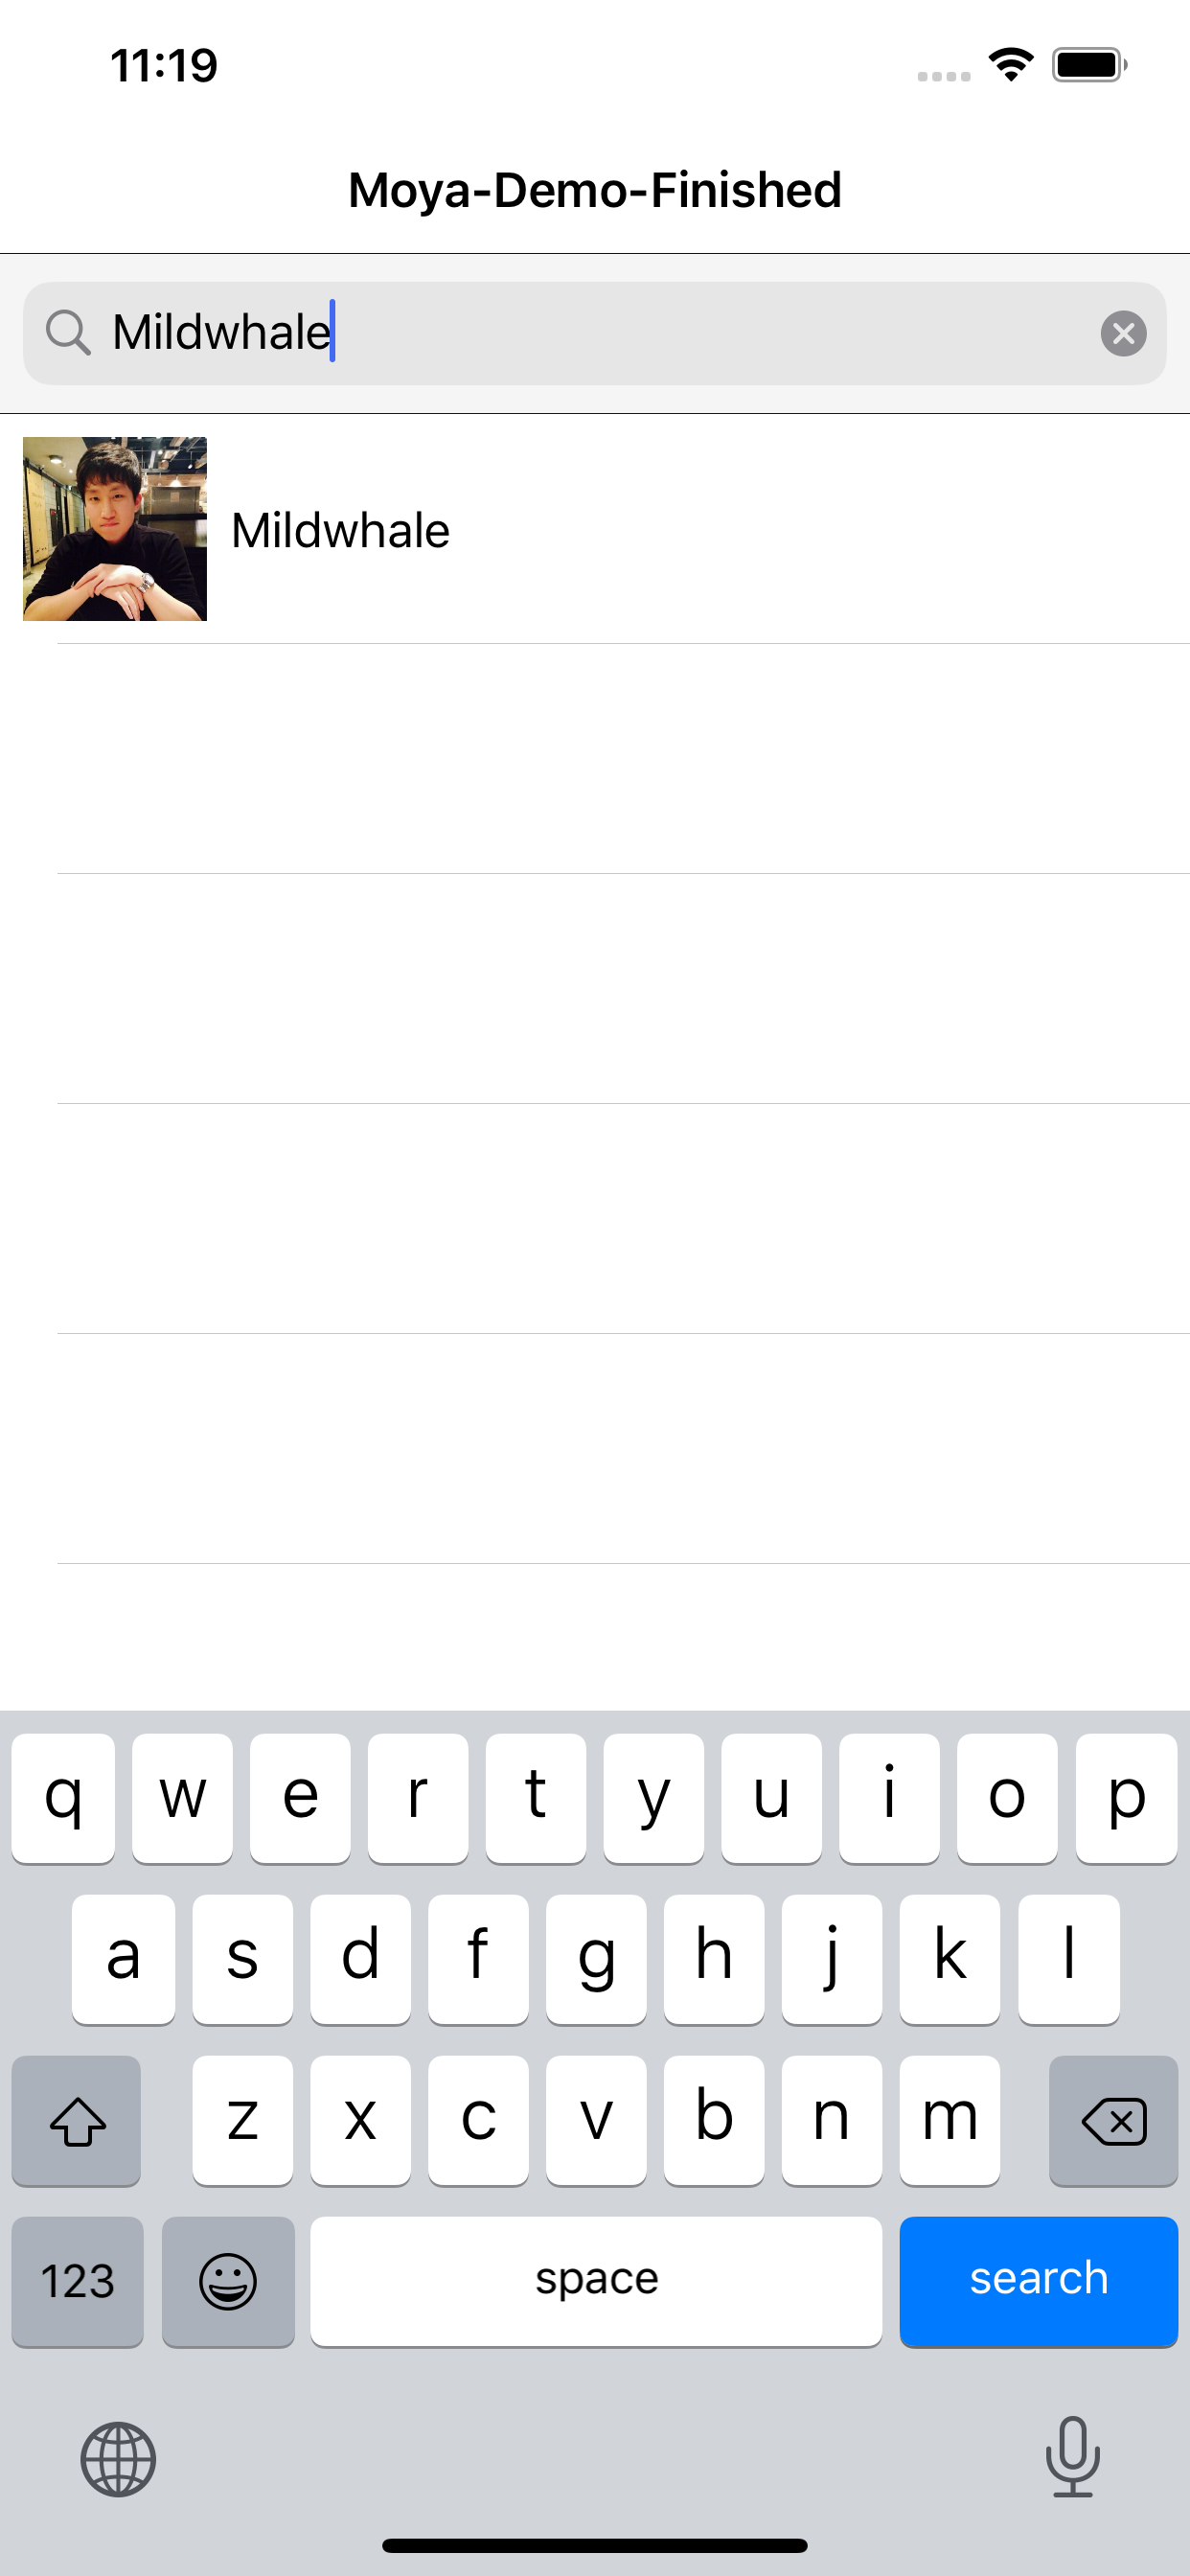 11:19
Moya-Demo-Finished
Mildwhale
Mildwhale
q w e r t y u i o p
a s d f g h j k l
z x c v b n m
123 space search